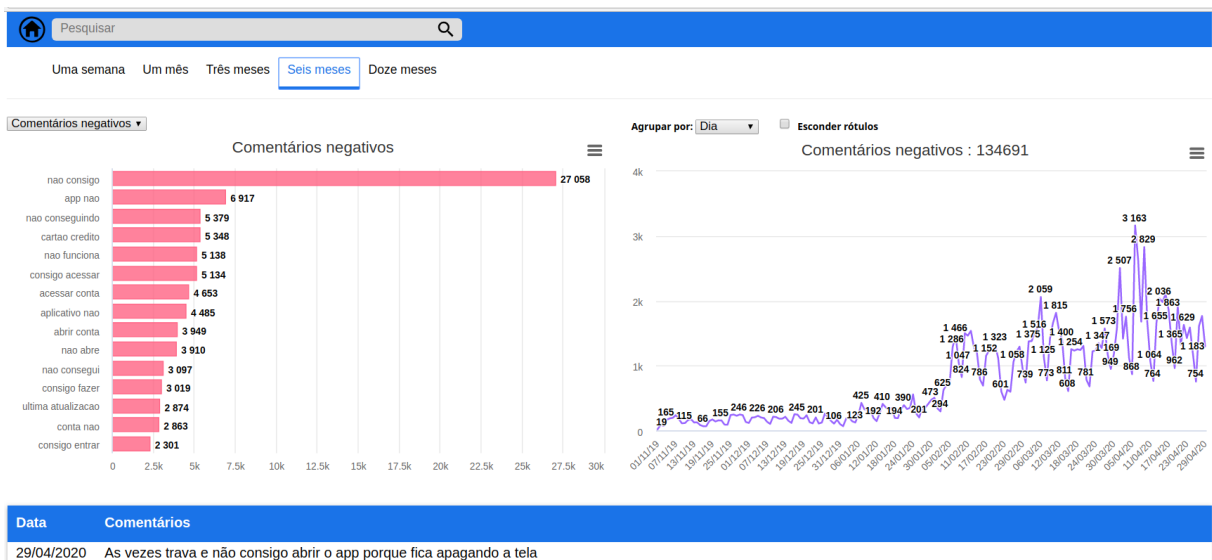 Pesquisar
Uma semana Um mês Três meses Seis meses Doze meses
Comentários negativos
Comentários negativos
nao consigo 27 058
app nao 6 917
nao conseguindo 5 379
cartao credito 5 348
nao funciona 5 138
consigo acessar 5 134
acessar conta 4 653
aplicativo nao 4 485
abrir conta 3 949
nao abre 3 910
nao consegui 3 097
consigo fazer 3 019
ultima atualizacao 2 874
conta nao 2 863
consigo entrar 2 301
0 2.5k 5k 7.5k 10k 12.5k 15k 17.5k 20k 22.5k 25k 27.5k 30k
Agrupar por: Dia Esconder rótulos
Comentários negativos : 134691
4k
3k
2k
1k
0
19 165 115 66 155 246 226 206 245 201 106 123 425 192 410 194 390 201 473 294 625 1 286 1 466 1 047 824 786 1 152 1 323 601 1 058 1 375 739 1 516 2 059 1 125 773 1 815 1 400 811 608 1 254 781 1 347 1 573 1 169 949 2 507 1 756 868 3 163 2 829 1 064 764 1 655 2 036 1 863 1 365 962 1 629 754 1 183
01/11/19 07/11/19 13/11/19 19/11/19 25/11/19 01/12/19 07/12/19 13/12/19 19/12/19 25/12/19 31/12/19 06/01/20 12/01/20 18/01/20 24/01/20 30/01/20 05/02/20 11/02/20 17/02/20 23/02/20 29/02/20 06/03/20 12/03/20 18/03/20 24/03/20 30/03/20 05/04/20 11/04/20 17/04/20 23/04/20 29/04/20
Data Comentários
29/04/2020 As vezes trava e não consigo abrir o app porque fica apagando a tela